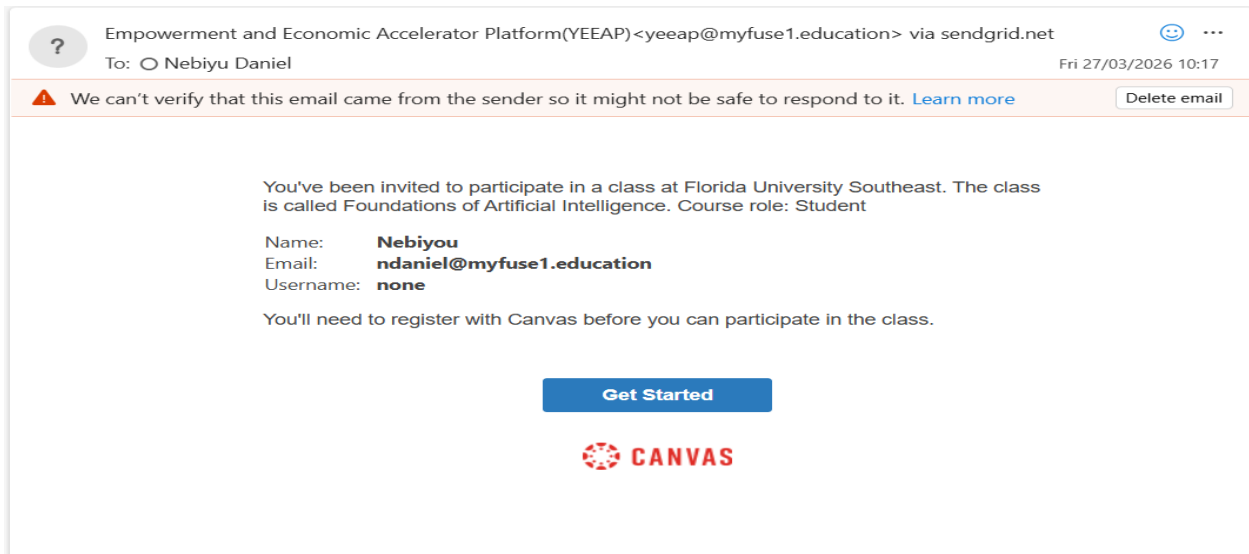 ?
Empowerment and Economic Accelerator Platform(YEEAP)<yeeap@myfuse1.education> via sendgrid.net
To: Nebiyu Daniel
Fri 27/03/2026 10:17
We can't verify that this email came from the sender so it might not be safe to respond to it. Learn more
Delete email
You've been invited to participate in a class at Florida University Southeast. The class
is called Foundations of Artificial Intelligence. Course role: Student
Name: Nebiyou
Email: ndaniel@myfuse1.education
Username: none
You'll need to register with Canvas before you can participate in the class.
Get Started
CANVAS